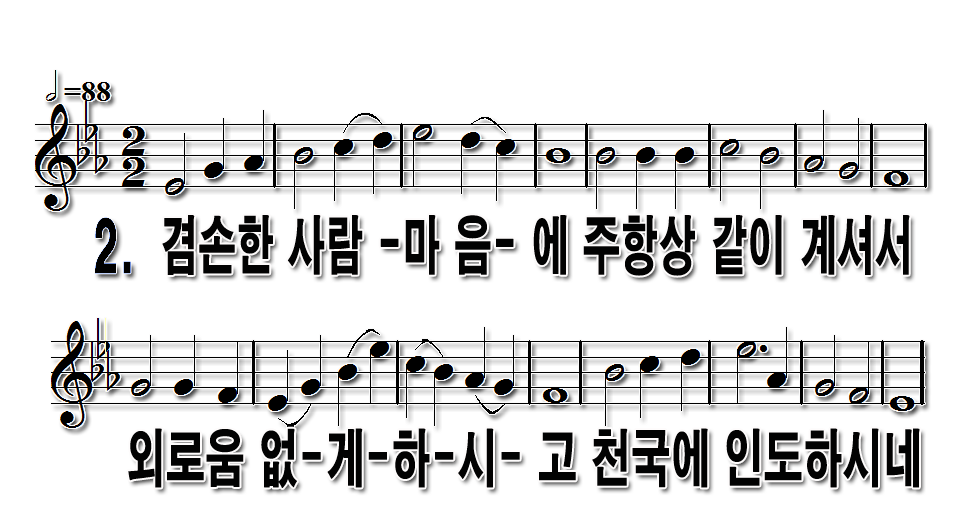 =88
2. 겸손한 사람 -마 음- 에 주항상 같이 계셔서
외로움 없-게-하-시- 고 천국에 인도하시네